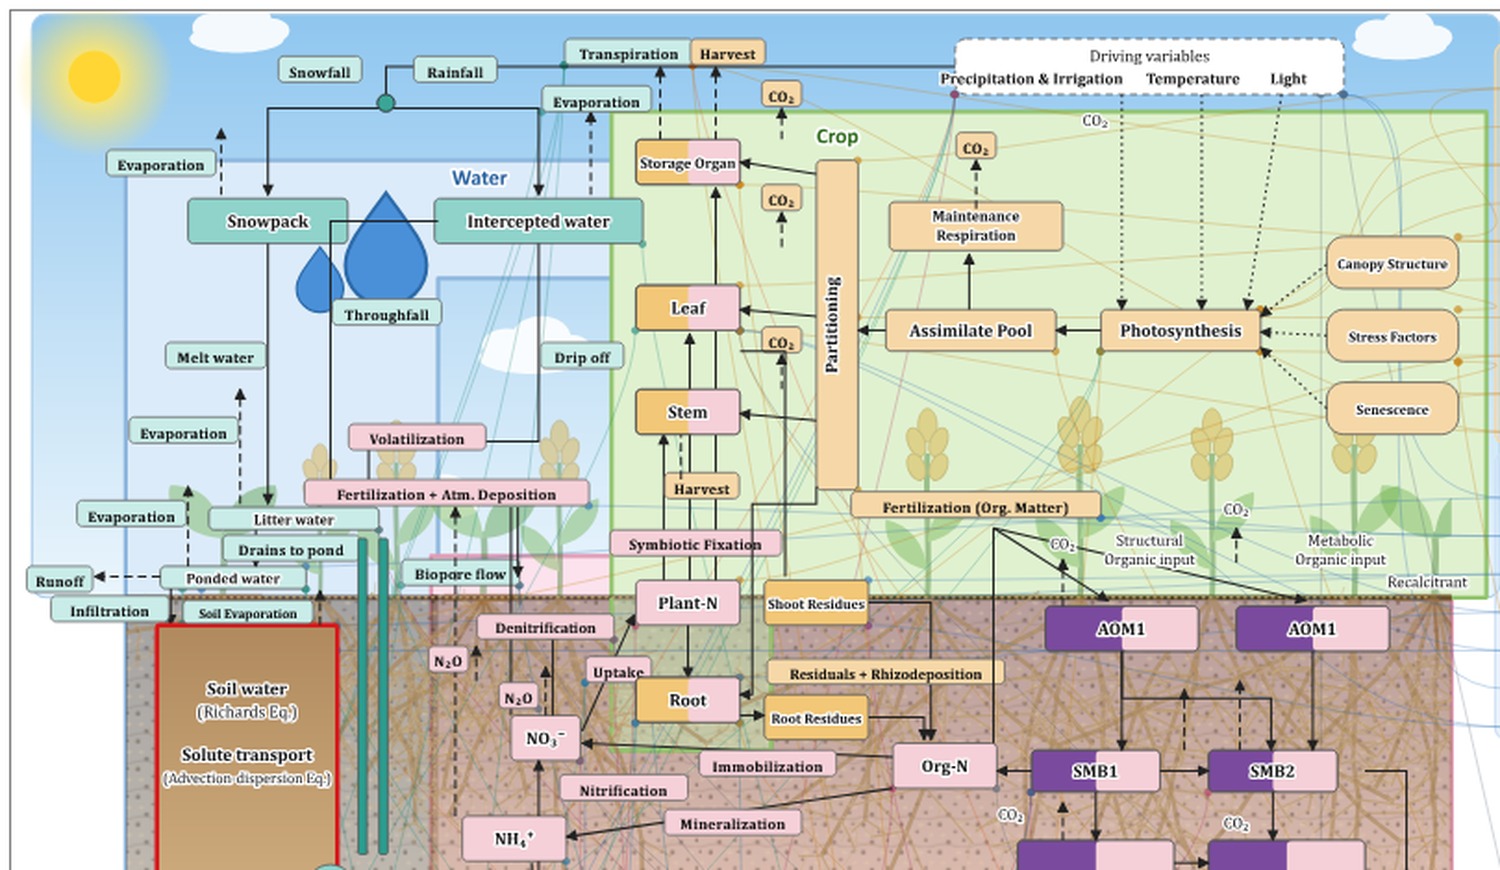 Transpiration
Harvest
Driving variables
Precipitation & Irrigation Temperature Light
Snowfall
Rainfall
Evaporation
CO₂
CO₂
Crop
CO₂
Evaporation
Storage Organ
Water
CO₂
Snowpack
Intercepted water
Maintenance
Respiration
Canopy Structure
Throughfall
Leaf
Partitioning
Assimilate Pool
Photosynthesis
Stress Factors
Melt water
Drip off
CO₂
Stem
Senescence
Evaporation
Volatilization
Harvest
Fertilization + Atm. Deposition
Fertilization (Org. Matter)
Evaporation
Litter water
CO₂
Symbiotic Fixation
CO₂
Structural
Organic input
Metabolic
Organic input
Drains to pond
Runoff
Ponded water
Biopore flow
Recalcitrant
Infiltration
Soil Evaporation
Plant-N
Shoot Residues
Denitrification
AOM1
AOM1
N₂O
Uptake
Residuals + Rhizodeposition
Soil water
(Richards Eq.)
N₂O
Root
Root Residues
NO₃⁻
Solute transport
(Advection-dispersion Eq.)
Immobilization
Org-N
SMB1
SMB2
Nitrification
CO₂
Mineralization
CO₂
NH₄⁺